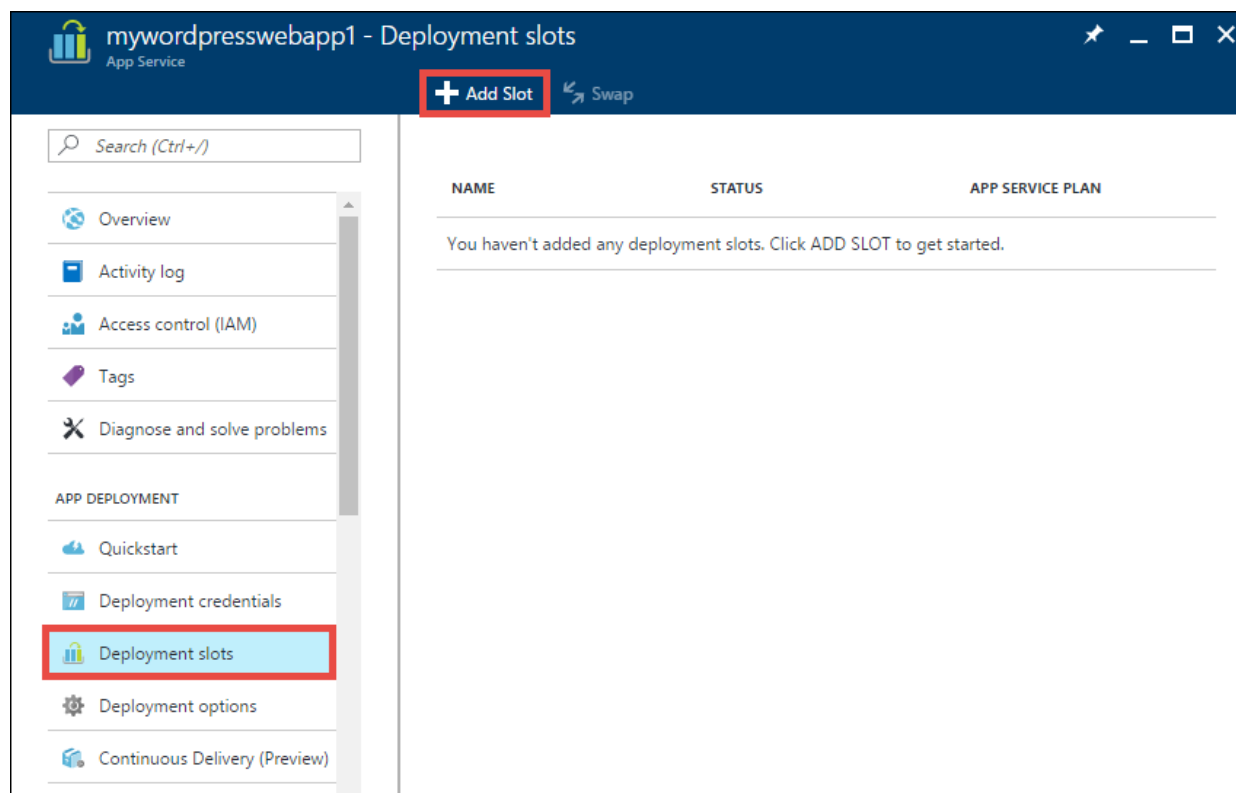 mywordpresswebapp1 - Deployment slots
App Service
Add Slot
Swap
Search (Ctrl+/)
Overview
Activity log
Access control (IAM)
Tags
Diagnose and solve problems
APP DEPLOYMENT
Quickstart
Deployment credentials
Deployment slots
Deployment options
Continuous Delivery (Preview)
NAME STATUS APP SERVICE PLAN
You haven't added any deployment slots. Click ADD SLOT to get started.